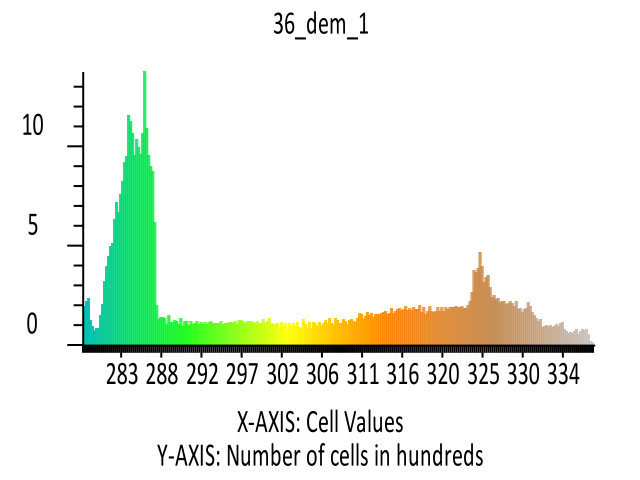 36_dem_1
10
5
0
283 288 292 297 302 306 311 316 320 325 330 334
X-AXIS: Cell Values
Y-AXIS: Number of cells in hundreds